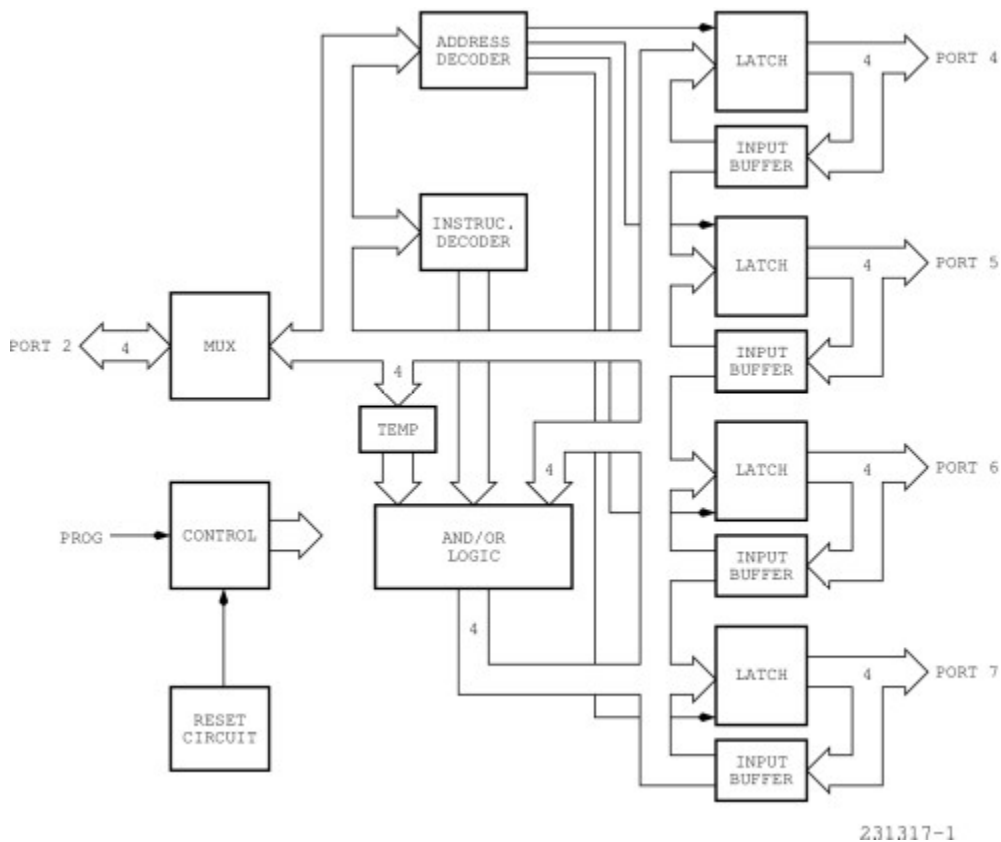 ADDRESS
DECODER
LATCH
4
PORT 4
INPUT
BUFFER
INSTRUC.
DECODER
LATCH
4
PORT 5
PORT 2
4
MUX
INPUT
BUFFER
4
TEMP
4
LATCH
4
PORT 6
PROG
CONTROL
AND/OR
LOGIC
INPUT
BUFFER
4
LATCH
4
PORT 7
RESET
CIRCUIT
INPUT
BUFFER
231317-1